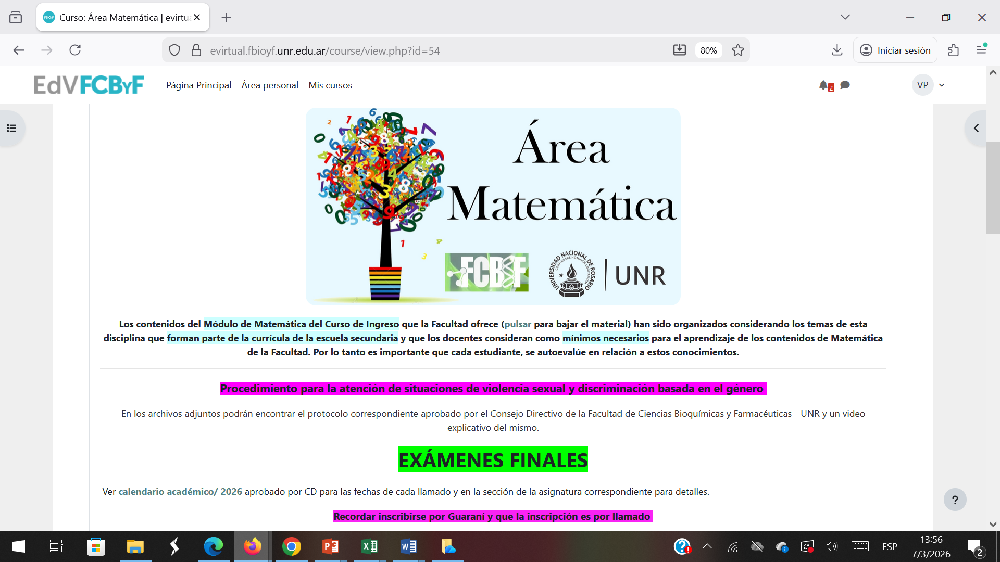 Curso: Área Matemática | evirtua
evirtual.fbioyf.unr.edu.ar/course/view.php?id=54
80%
Iniciar sesión
EdVFCByF
Página Principal
Área personal
Mis cursos
2
VP
Área
Matemática
FCByF
UNIVERSIDAD NACIONAL DE ROSARIO
CONFINGERE HOMINEM COGITANTEM
UNR
Los contenidos del Módulo de Matemática del Curso de Ingreso que la Facultad ofrece (pulsar para bajar el material) han sido organizados considerando los temas de esta
disciplina que forman parte de la currícula de la escuela secundaria y que los docentes consideran como mínimos necesarios para el aprendizaje de los contenidos de Matemática
de la Facultad. Por lo tanto es importante que cada estudiante, se autoevalúe en relación a estos conocimientos.
Procedimiento para la atención de situaciones de violencia sexual y discriminación basada en el género
En los archivos adjuntos podrán encontrar el protocolo correspondiente aprobado por el Consejo Directivo de la Facultad de Ciencias Bioquímicas y Farmacéuticas - UNR y un video
explicativo del mismo.
EXÁMENES FINALES
Ver calendario académico/ 2026 aprobado por CD para las fechas de cada llamado y en la sección de la asignatura correspondiente para detalles.
?
Recordar inscribirse por Guaraní y que la inscripción es por llamado
ESP
13:56
7/3/2026
2